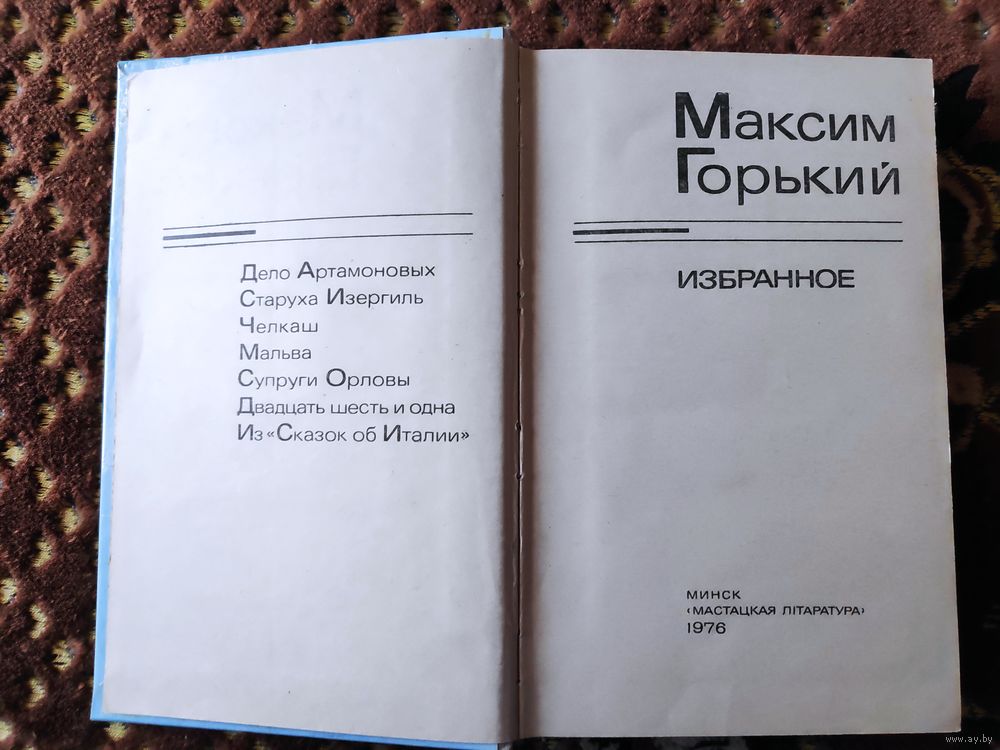 Дело Артамоновых
Старуха Изергиль
Челкаш
Мальва
Супруги Орловы
Двадцать шесть и одна
Из «Сказок об Италии»
Максим
Горький
ИЗБРАННОЕ
МИНСК
‹МАСТАЦКАЯ ЛІТАРАТУРА›
1976
www.ay.by